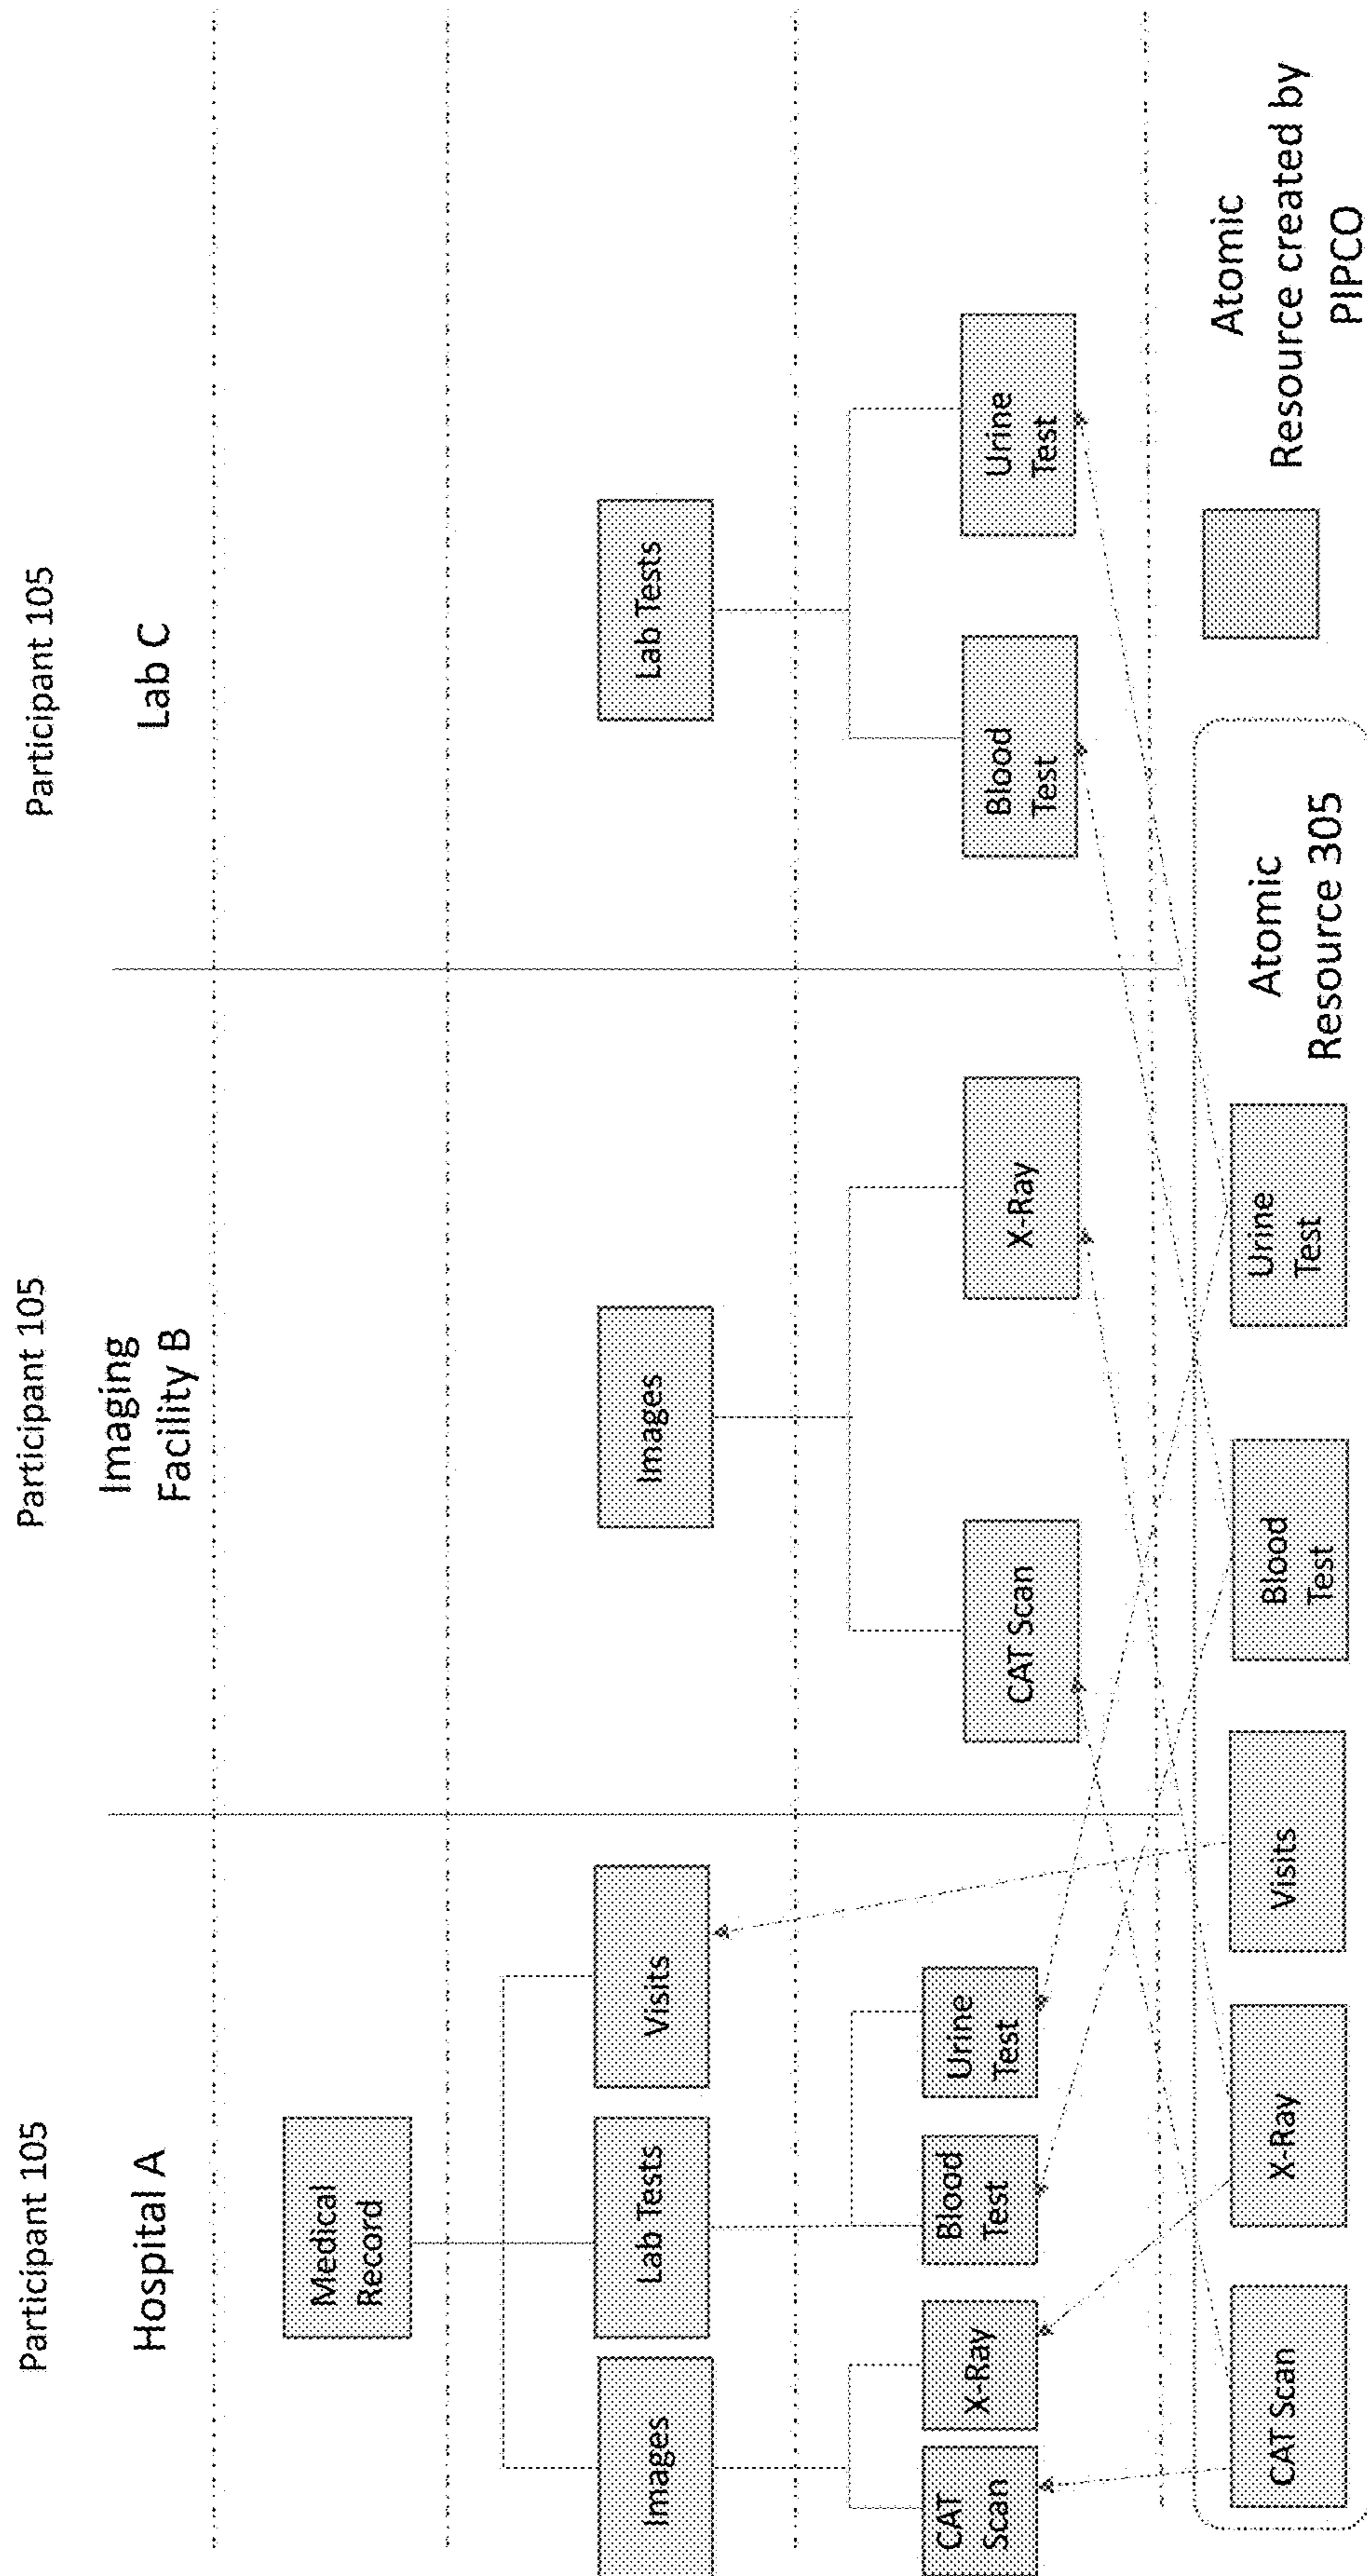 Participant 105
Participant 105
Participant 105
Hospital A
Imaging
Facility B
Lab C
Medical
Record
Images
Lab Tests
Visits
Images
Lab Tests
CAT
Scan
X-Ray
Blood
Test
Urine
Test
CAT Scan
X-Ray
Blood
Test
Urine
Test
CAT Scan
X-Ray
Visits
Blood
Test
Urine
Test
Atomic
Resource 305
Atomic
Resource created by
PIPCO